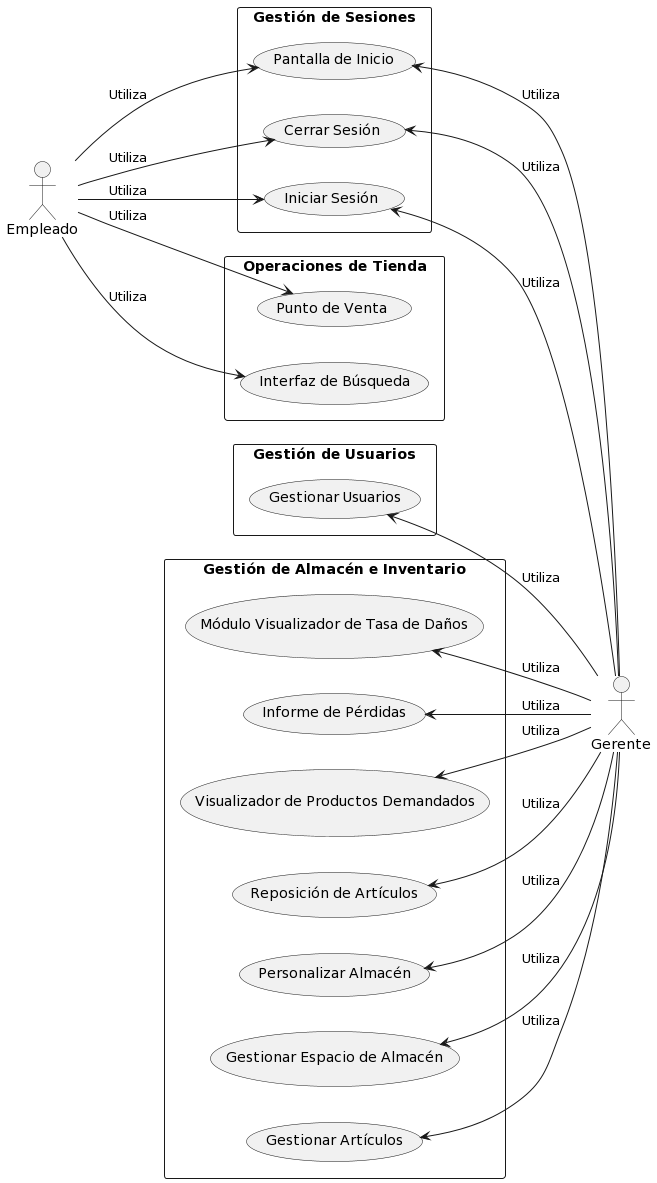 Gestión de Sesiones
Pantalla de Inicio
Utiliza
Utiliza
Cerrar Sesión
Utiliza
Utiliza
Utiliza
Iniciar Sesión
Utiliza
Empleado
Operaciones de Tienda
Utiliza
Utiliza
Punto de Venta
Interfaz de Búsqueda
Gestión de Usuarios
Gestionar Usuarios
Gestión de Almacén e Inventario
Utiliza
Módulo Visualizador de Tasa de Daños
Utiliza
Informe de Pérdidas
Utiliza
Utiliza
Gerente
Visualizador de Productos Demandados
Utiliza
Reposición de Artículos
Utiliza
Personalizar Almacén
Utiliza
Utiliza
Gestionar Espacio de Almacén
Gestionar Artículos